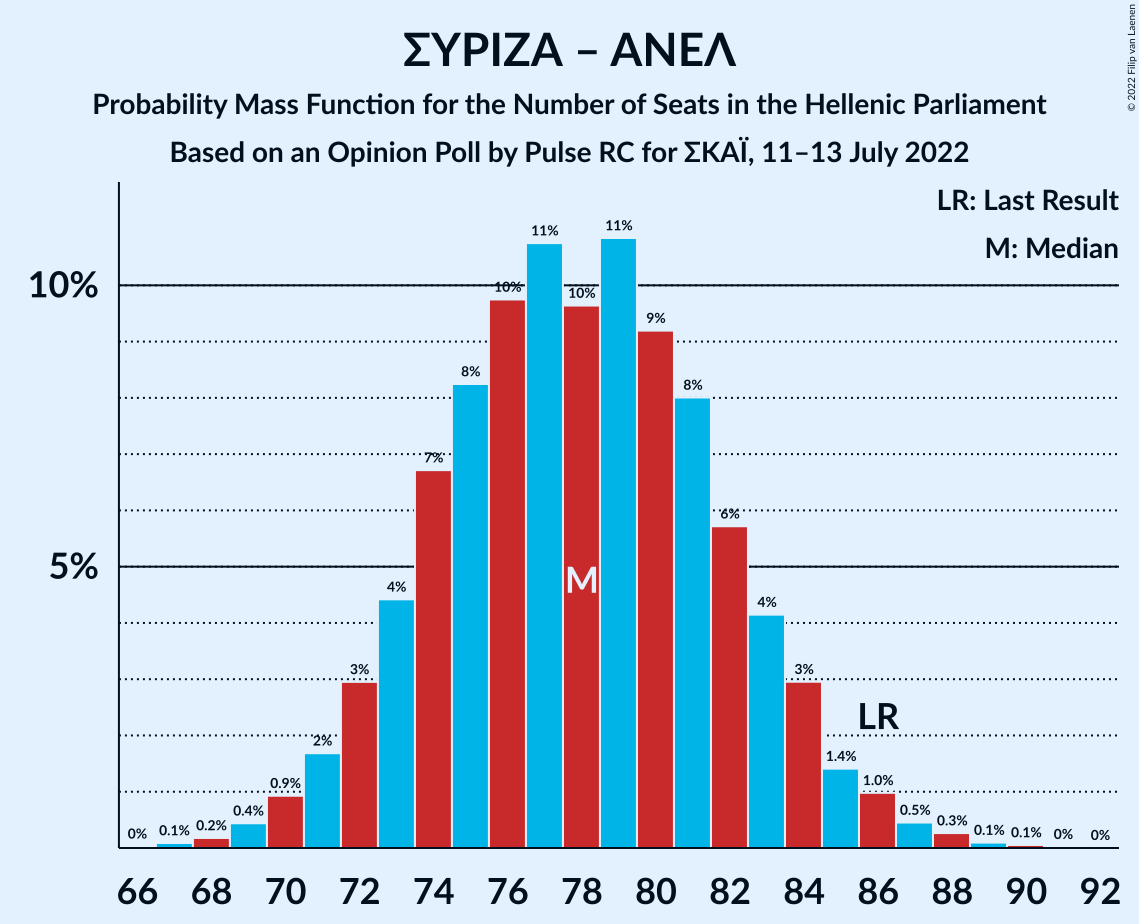 ΣΥΡΙΖΑ – ΑΝΕΛ
Probability Mass Function for the Number of Seats in the Hellenic Parliament
Based on an Opinion Poll by Pulse RC for ΣΚΑΪ, 11–13 July 2022
© 2022 Filip van Laenen
LR: Last Result
M: Median
10%
5%
0% 0.1% 0.2% 0.4% 0.9% 2% 3% 4% 7% 8% 10% 11% 10% 11% 9% 8% 6% 4% 3% 1.4% 1.0% 0.5% 0.3% 0.1% 0.1% 0% 0%
M
LR
66 68 70 72 74 76 78 80 82 84 86 88 90 92